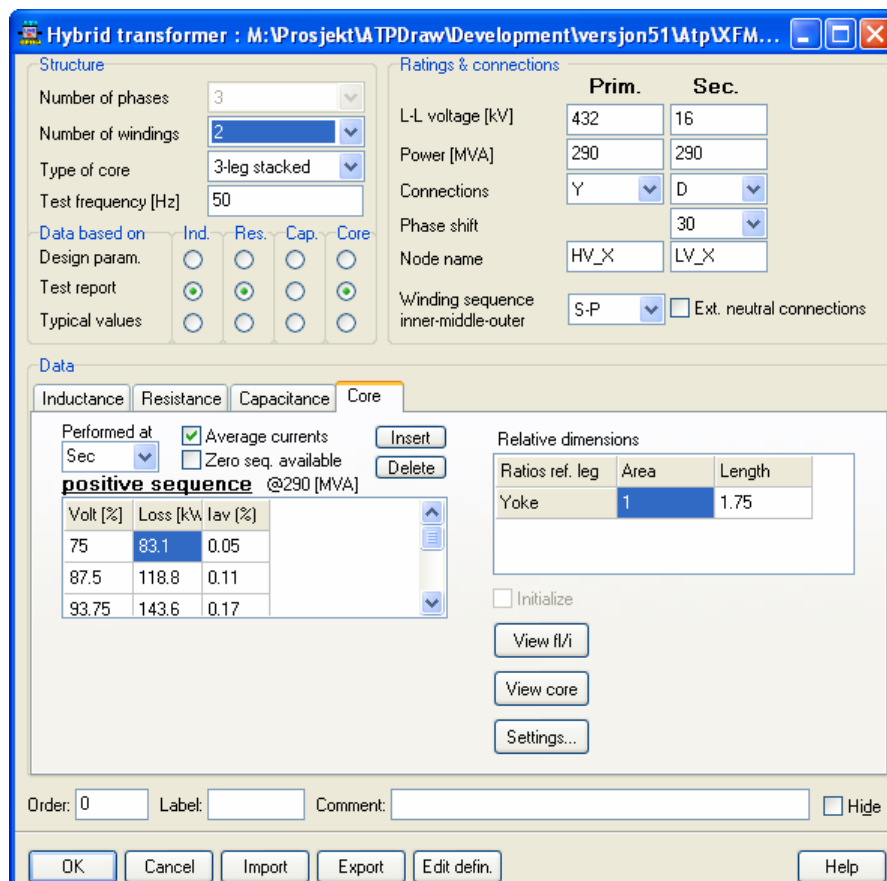 Hybrid transformer : M:\Prosjekt\ATPDraw\Development\versjon51\Atp\XFM...
Structure
Number of phases 3
Number of windings 2
Type of core 3-leg stacked
Test frequency [Hz] 50
Data based on Ind. Res. Cap. Core
Design param.
Test report
Typical values
Ratings & connections
Prim. Sec.
L-L voltage [kV] 432 16
Power [MVA] 290 290
Connections Y D
Phase shift 30
Node name HV_X LV_X
Winding sequence
inner-middle-outer S-P Ext. neutral connections
Data
Inductance Resistance Capacitance Core
Performed at
Sec
Average currents
Zero seq. available
Insert
Delete
positive sequence @290 [MVA]
Volt [%] Loss [kW Iav (%)
75 83.1 0.05
87.5 118.8 0.11
93.75 143.6 0.17
Relative dimensions
Ratios ref. leg Area Length
Yoke 1 1.75
Initialize
View fl/i
View core
Settings...
Order: 0 Label: Comment: Hide
OK Cancel Import Export Edit defin. Help